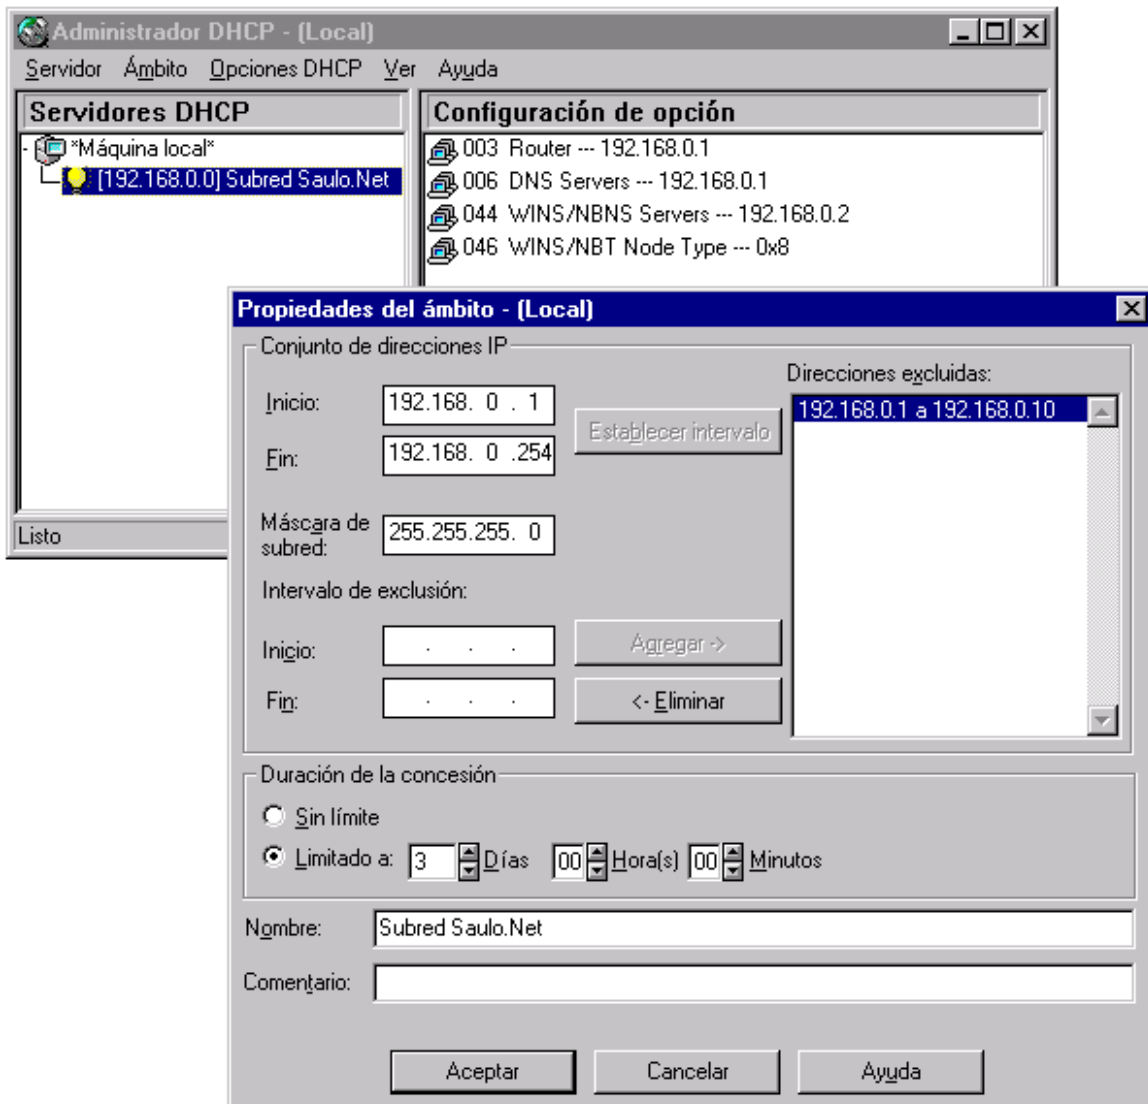 Administrador DHCP - (Local)
Servidor Ámbito Opciones DHCP Ver Ayuda
Servidores DHCP
Configuración de opción
*Máquina local*
[192.168.0.0] Subred Saulo.Net
003 Router --- 192.168.0.1
006 DNS Servers --- 192.168.0.1
044 WINS/NBNS Servers --- 192.168.0.2
046 WINS/NBT Node Type --- 0x8
Listo
Propiedades del ámbito - (Local)
Conjunto de direcciones IP
Inicio: 192.168. 0 . 1
Fin: 192.168. 0 .254
Establecer intervalo
Direcciones excluidas:
192.168.0.1 a 192.168.0.10
Máscara de
subred: 255.255.255. 0
Intervalo de exclusión:
Inicio: . . .
Agregar ->
Fin: . . .
<- Eliminar
Duración de la concesión
Sin límite
Limitado a: 3 Días 00 Hora(s) 00 Minutos
Nombre: Subred Saulo.Net
Comentario:
Aceptar Cancelar Ayuda